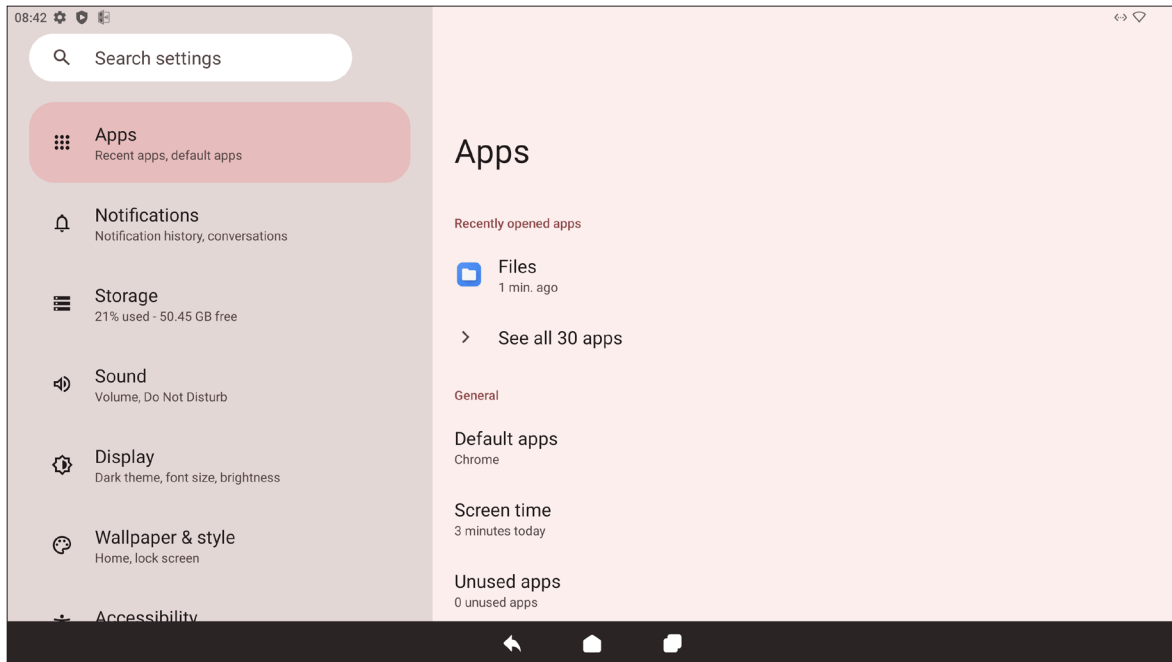 08:42
Search settings
Apps
Recent apps, default apps
Notifications
Notification history, conversations
Storage
21% used - 50.45 GB free
Sound
Volume, Do Not Disturb
Display
Dark theme, font size, brightness
Wallpaper & style
Home, lock screen
Accessibility
Apps
Recently opened apps
Files
1 min. ago
See all 30 apps
General
Default apps
Chrome
Screen time
3 minutes today
Unused apps
0 unused apps